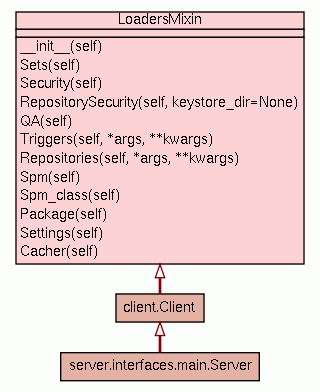 LoadersMixin
__init__(self)
Sets(self)
Security(self)
RepositorySecurity(self, keystore_dir=None)
QA(self)
Triggers(self, *args, **kwargs)
Repositories(self, *args, **kwargs)
Spm(self)
Spm_class(self)
Package(self)
Settings(self)
Cacher(self)
client.Client
server.interfaces.main.Server